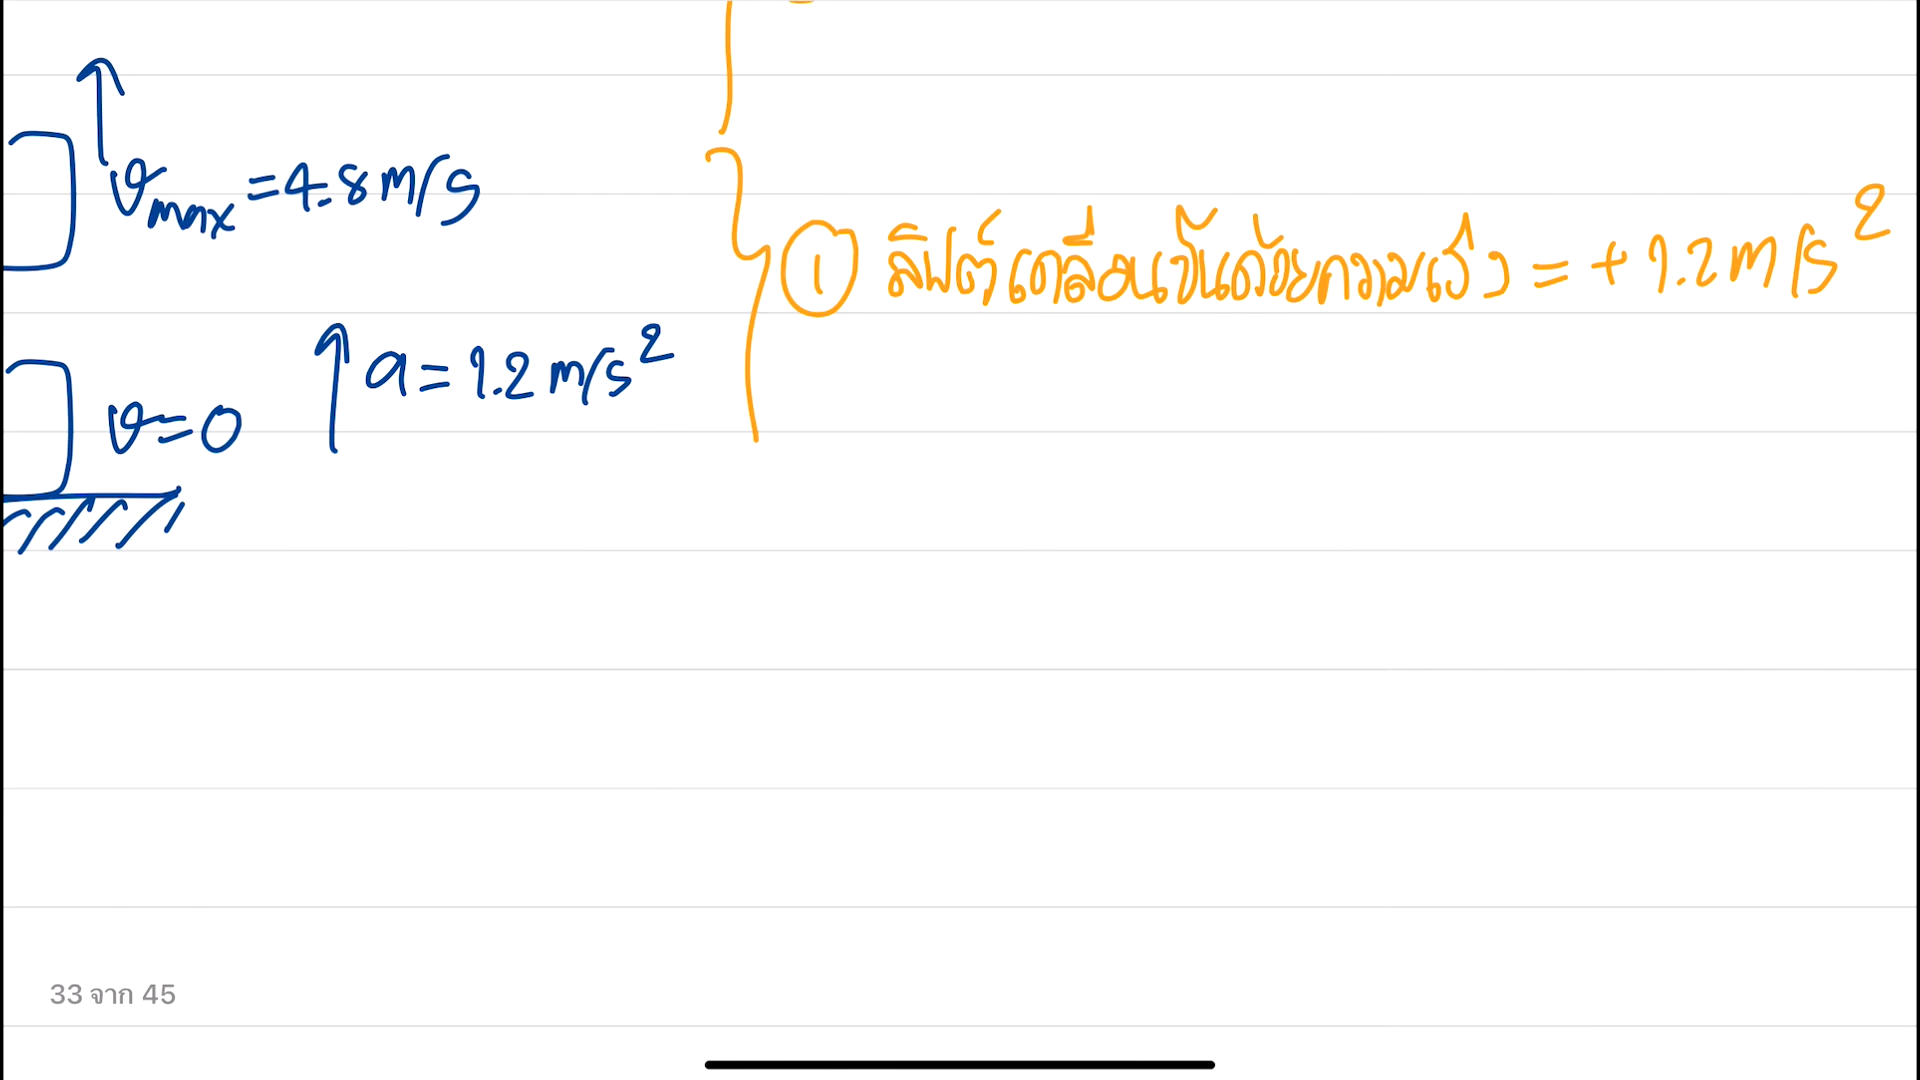 v max = 4.8 m/s
① ลิฟต์เคลื่อนขึ้นด้วยความเร่ง = + 1.2 m/s²
a = 1.2 m/s²
v = 0
33 จาก 45